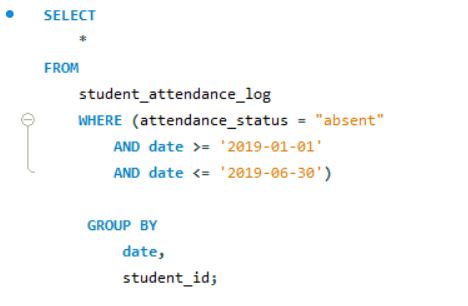 SELECT
*
FROM
student_attendance_log
WHERE (attendance_status = "absent"
AND date >= '2019-01-01'
AND date <= '2019-06-30')
GROUP BY
date,
student_id;